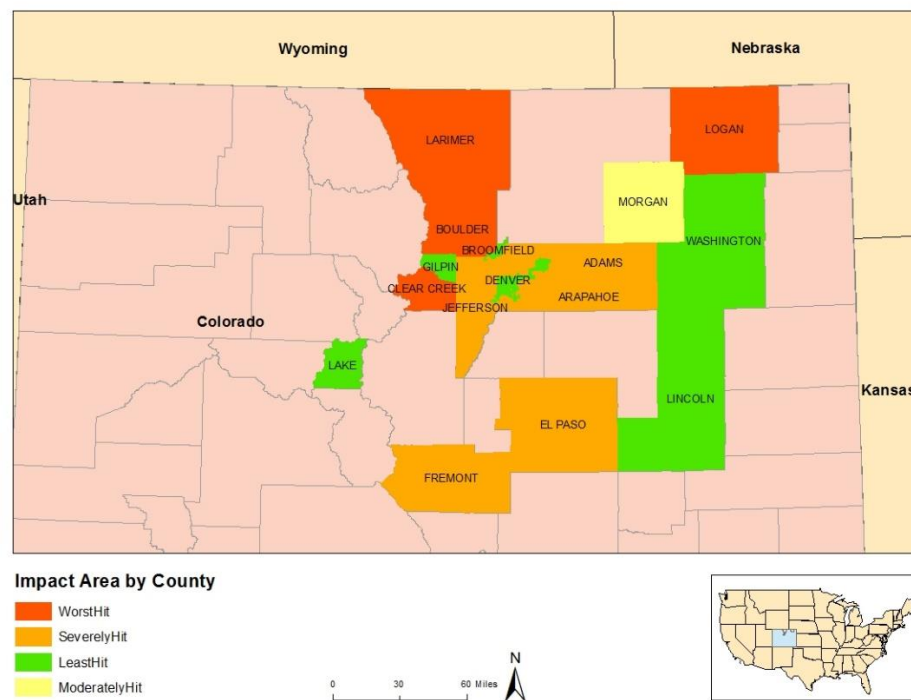 Wyoming
Nebraska
LARIMER
LOGAN
Utah
MORGAN
BOULDER
WASHINGTON
BROOMFIELD
GILPIN
ADAMS
DENVER
CLEAR CREEK
ARAPAHOE
JEFFERSON
Colorado
LAKE
Kansas
LINCOLN
EL PASO
FREMONT
Impact Area by County
WorstHit
SeverelyHit
LeastHit
ModeratelyHit
N
0 30 60 Miles